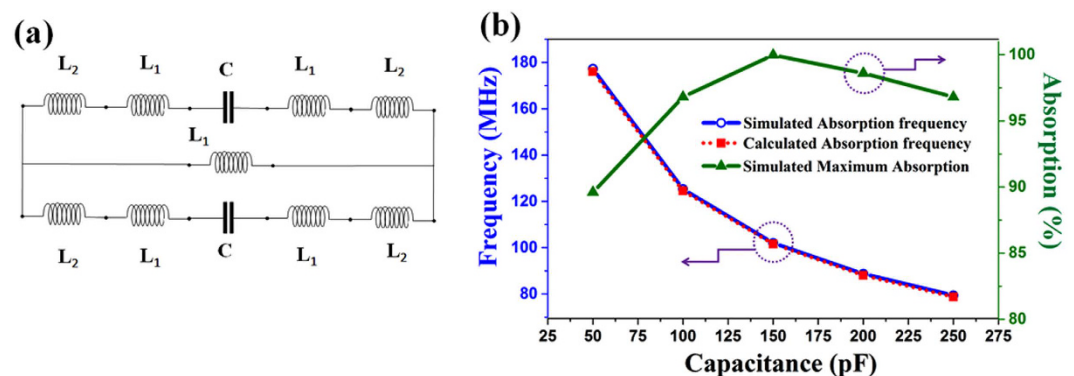 (a)
L₂ L₁ C L₁ L₂
L₁
L₂ L₁ C L₁ L₂
(b)
Frequency (MHz)
180
160
140
120
100
80
Simulated Absorption frequency
Calculated Absorption frequency
Simulated Maximum Absorption
100
95
90
85
80
Absorption (%)
25 50 75 100 125 150 175 200 225 250 275
Capacitance (pF)